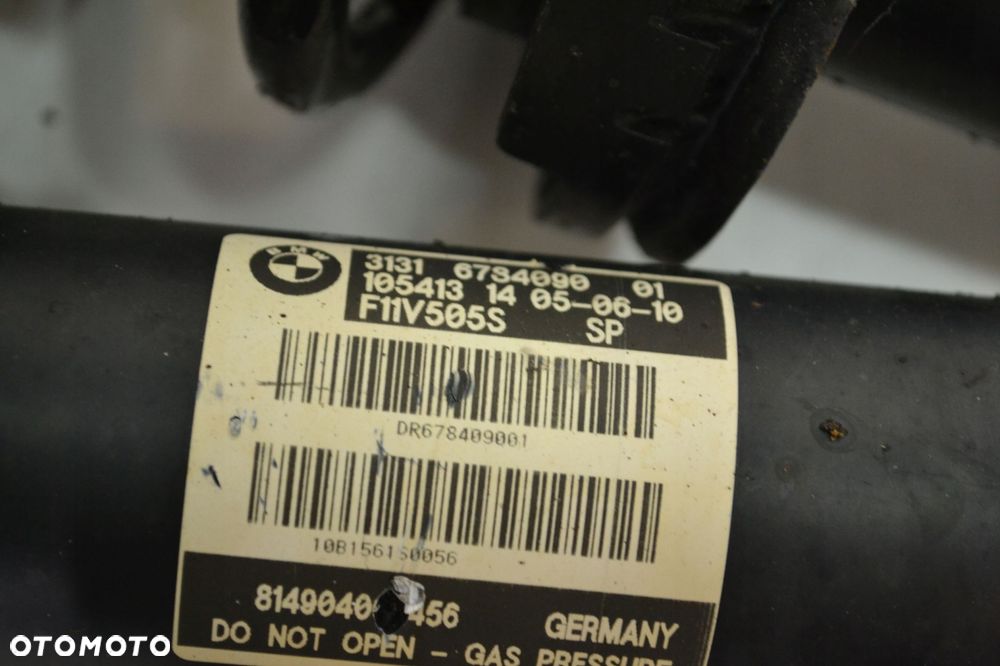 BMW
3131 6784090 01
105413 14 05-06-10
F11V505S SP
DR678409001
10B1561S0056
GERMANY
DO NOT OPEN - GAS PRESSURE
OTOMOTO